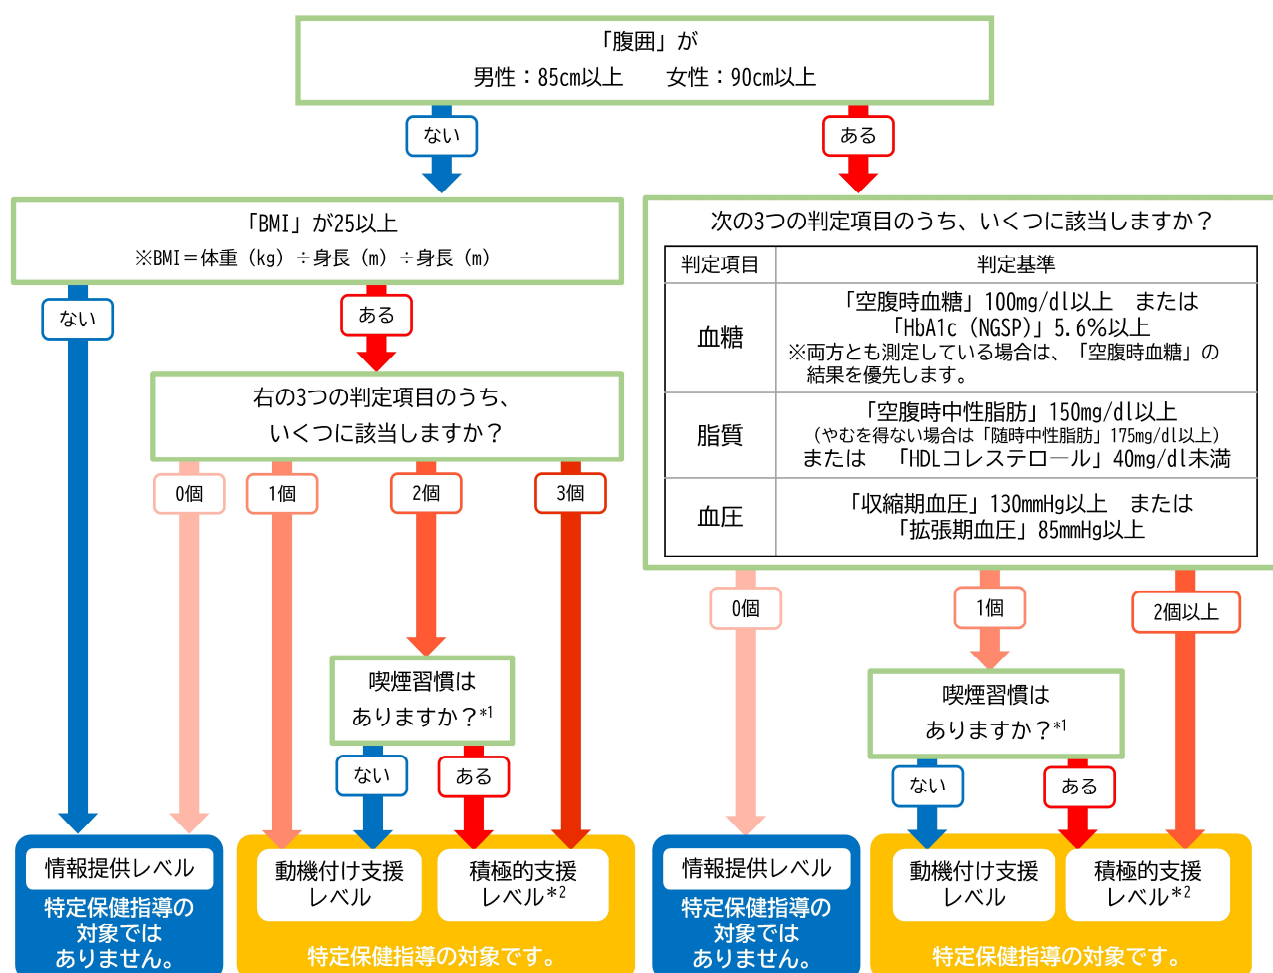 「腹囲」が
男性：85cm以上　　女性：90cm以上
ない
ある
「BMI」が25以上
※BMI＝体重（kg）÷身長（m）÷身長（m）
ない
ある
右の3つの判定項目のうち、
いくつに該当しますか？
0個
1個
2個
3個
喫煙習慣は
ありますか？*1
ない
ある
次の3つの判定項目のうち、いくつに該当しますか？
判定項目　判定基準
血糖
「空腹時血糖」100mg/dl以上　または
「HbA1c（NGSP）」5.6%以上
※両方とも測定している場合は、「空腹時血糖」の
結果を優先します。
脂質
「空腹時中性脂肪」150mg/dl以上
（やむを得ない場合は「随時中性脂肪」175mg/dl以上）
または　「HDLコレステロール」40mg/dl未満
血圧
「収縮期血圧」130mmHg以上　または
「拡張期血圧」85mmHg以上
0個
1個
2個以上
喫煙習慣は
ありますか？*1
ない
ある
情報提供レベル
特定保健指導の
対象では
ありません。
動機付け支援
レベル
積極的支援
レベル*2
特定保健指導の対象です。
情報提供レベル
特定保健指導の
対象では
ありません。
動機付け支援
レベル
積極的支援
レベル*2
特定保健指導の対象です。